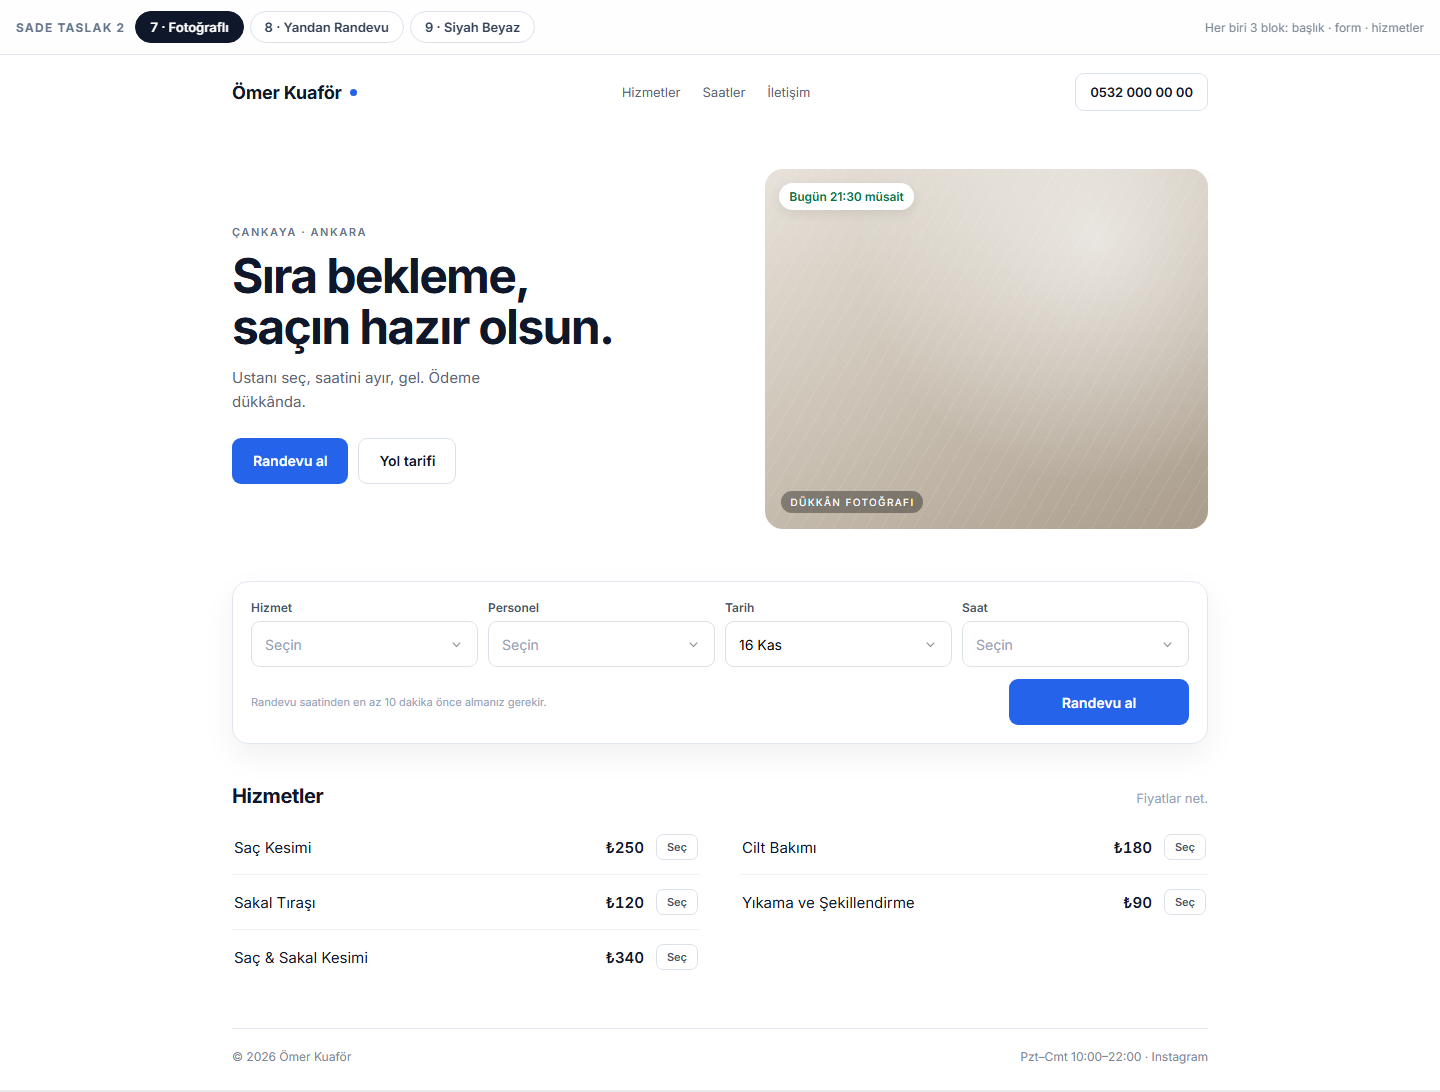 SADE TASLAK 2
7 · Fotoğraflı
8 · Yandan Randevu
9 · Siyah Beyaz
Her biri 3 blok: başlık · form · hizmetler
Ömer Kuaför
Hizmetler
Saatler
İletişim
0532 000 00 00
ÇANKAYA · ANKARA
Sıra bekleme,
saçın hazır olsun.
Ustanı seç, saatini ayır, gel. Ödeme
dükkânda.
Randevu al
Yol tarifi
Bugün 21:30 müsait
DÜKKÂN FOTOĞRAFI
Hizmet
Personel
Tarih
Saat
Seçin
Seçin
16 Kas
Seçin
Randevu saatinden en az 10 dakika önce almanız gerekir.
Randevu al
Hizmetler
Fiyatlar net.
Saç Kesimi
₺250
Seç
Sakal Tıraşı
₺120
Seç
Saç & Sakal Kesimi
₺340
Seç
Cilt Bakımı
₺180
Seç
Yıkama ve Şekillendirme
₺90
Seç
© 2026 Ömer Kuaför
Pzt–Cmt 10:00–22:00 · Instagram